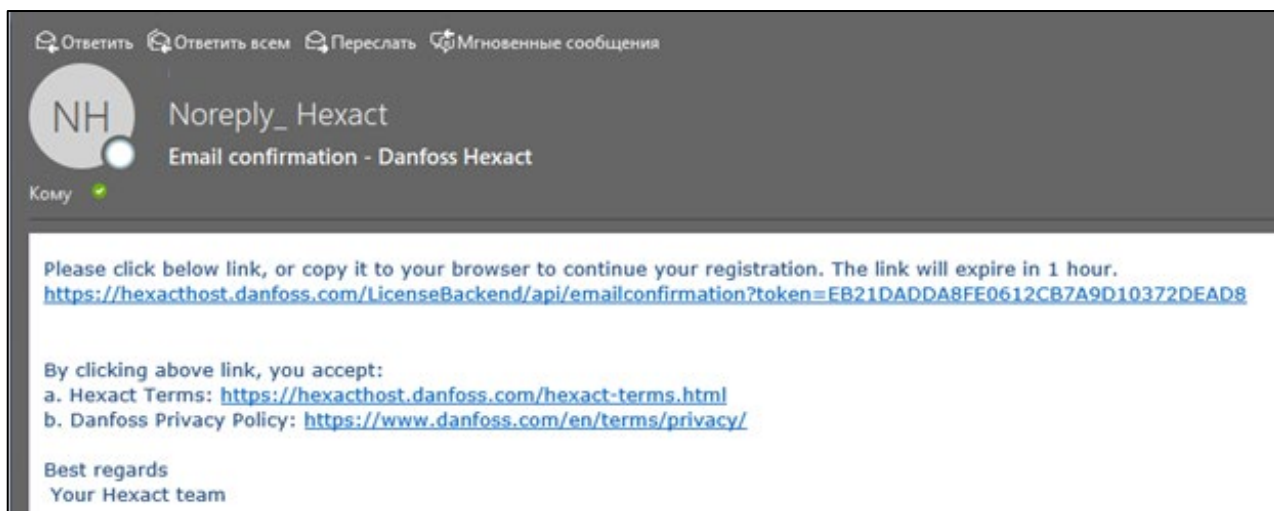 Ответить Ответить всем Переслать Мгновенные сообщения
NH
Noreply_ Hexact
Email confirmation - Danfoss Hexact
Кому
Please click below link, or copy it to your browser to continue your registration. The link will expire in 1 hour.
https://hexacthost.danfoss.com/LicenseBackend/api/emailconfirmation?token=EB21DADDA8FE0612CB7A9D10372DEAD8
By clicking above link, you accept:
a. Hexact Terms: https://hexacthost.danfoss.com/hexact-terms.html
b. Danfoss Privacy Policy: https://www.danfoss.com/en/terms/privacy/
Best regards
Your Hexact team